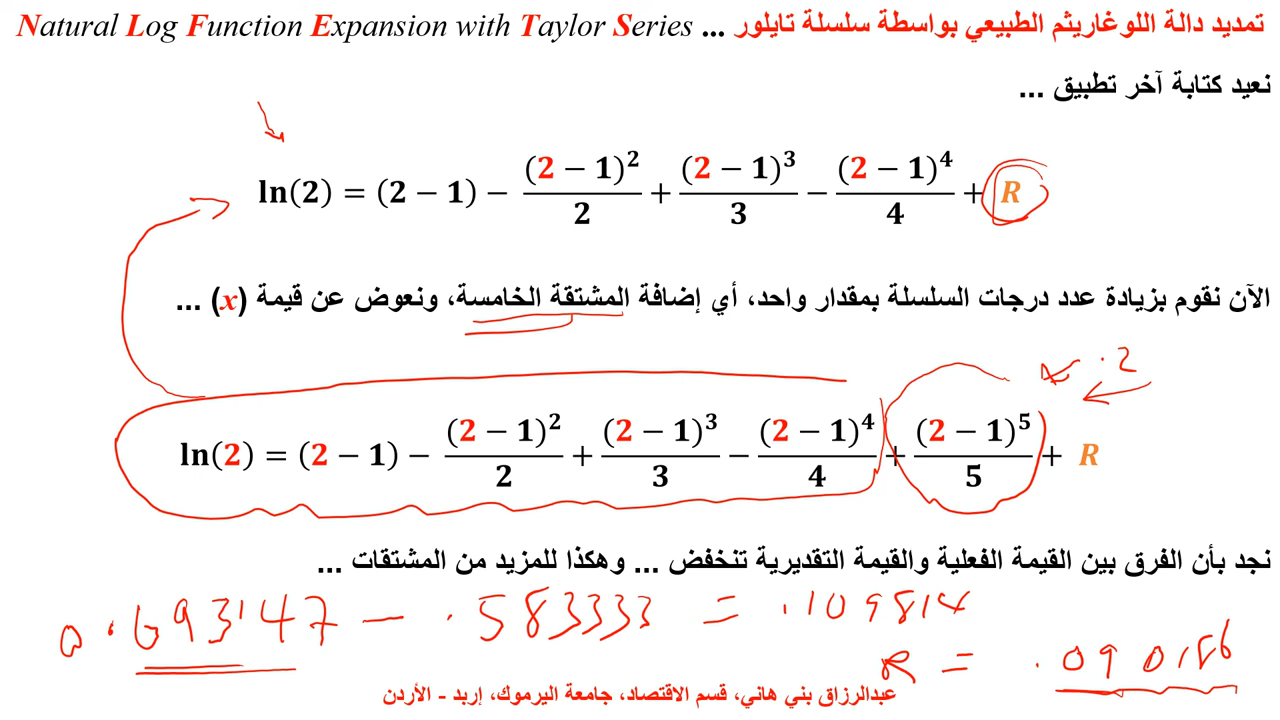 تمديد دالة اللوغاريثم الطبيعي بواسطة سلسلة تايلور ... Natural Log Function Expansion with Taylor Series
نعيد كتابة آخر تطبيق ...
ln(2) = (2 − 1) − (2 − 1)²/2 + (2 − 1)³/3 − (2 − 1)⁴/4 + R
الآن نقوم بزيادة عدد درجات السلسلة بمقدار واحد، أي إضافة المشتقة الخامسة، ونعوض عن قيمة (x) ...
.2
ln(2) = (2 − 1) − (2 − 1)²/2 + (2 − 1)³/3 − (2 − 1)⁴/4 + (2 − 1)⁵/5 + R
نجد بأن الفرق بين القيمة الفعلية والقيمة التقديرية تنخفض ... وهكذا للمزيد من المشتقات ...
0.693147 − .583333 = .109814
R = .090186
عبدالرزاق بني هاني، قسم الاقتصاد، جامعة اليرموك، إربد - الأردن